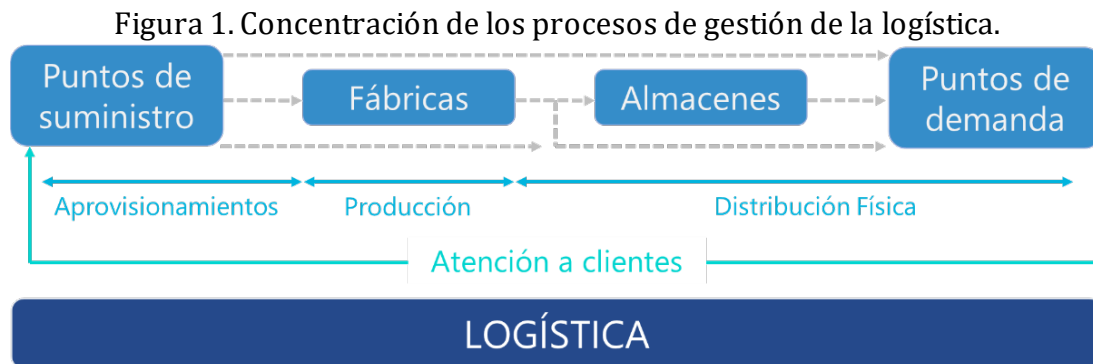 Figura 1. Concentración de los procesos de gestión de la logística.
Puntos de
suministro
Fábricas
Almacenes
Puntos de
demanda
Aprovisionamientos
Producción
Distribución Física
Atención a clientes
LOGÍSTICA